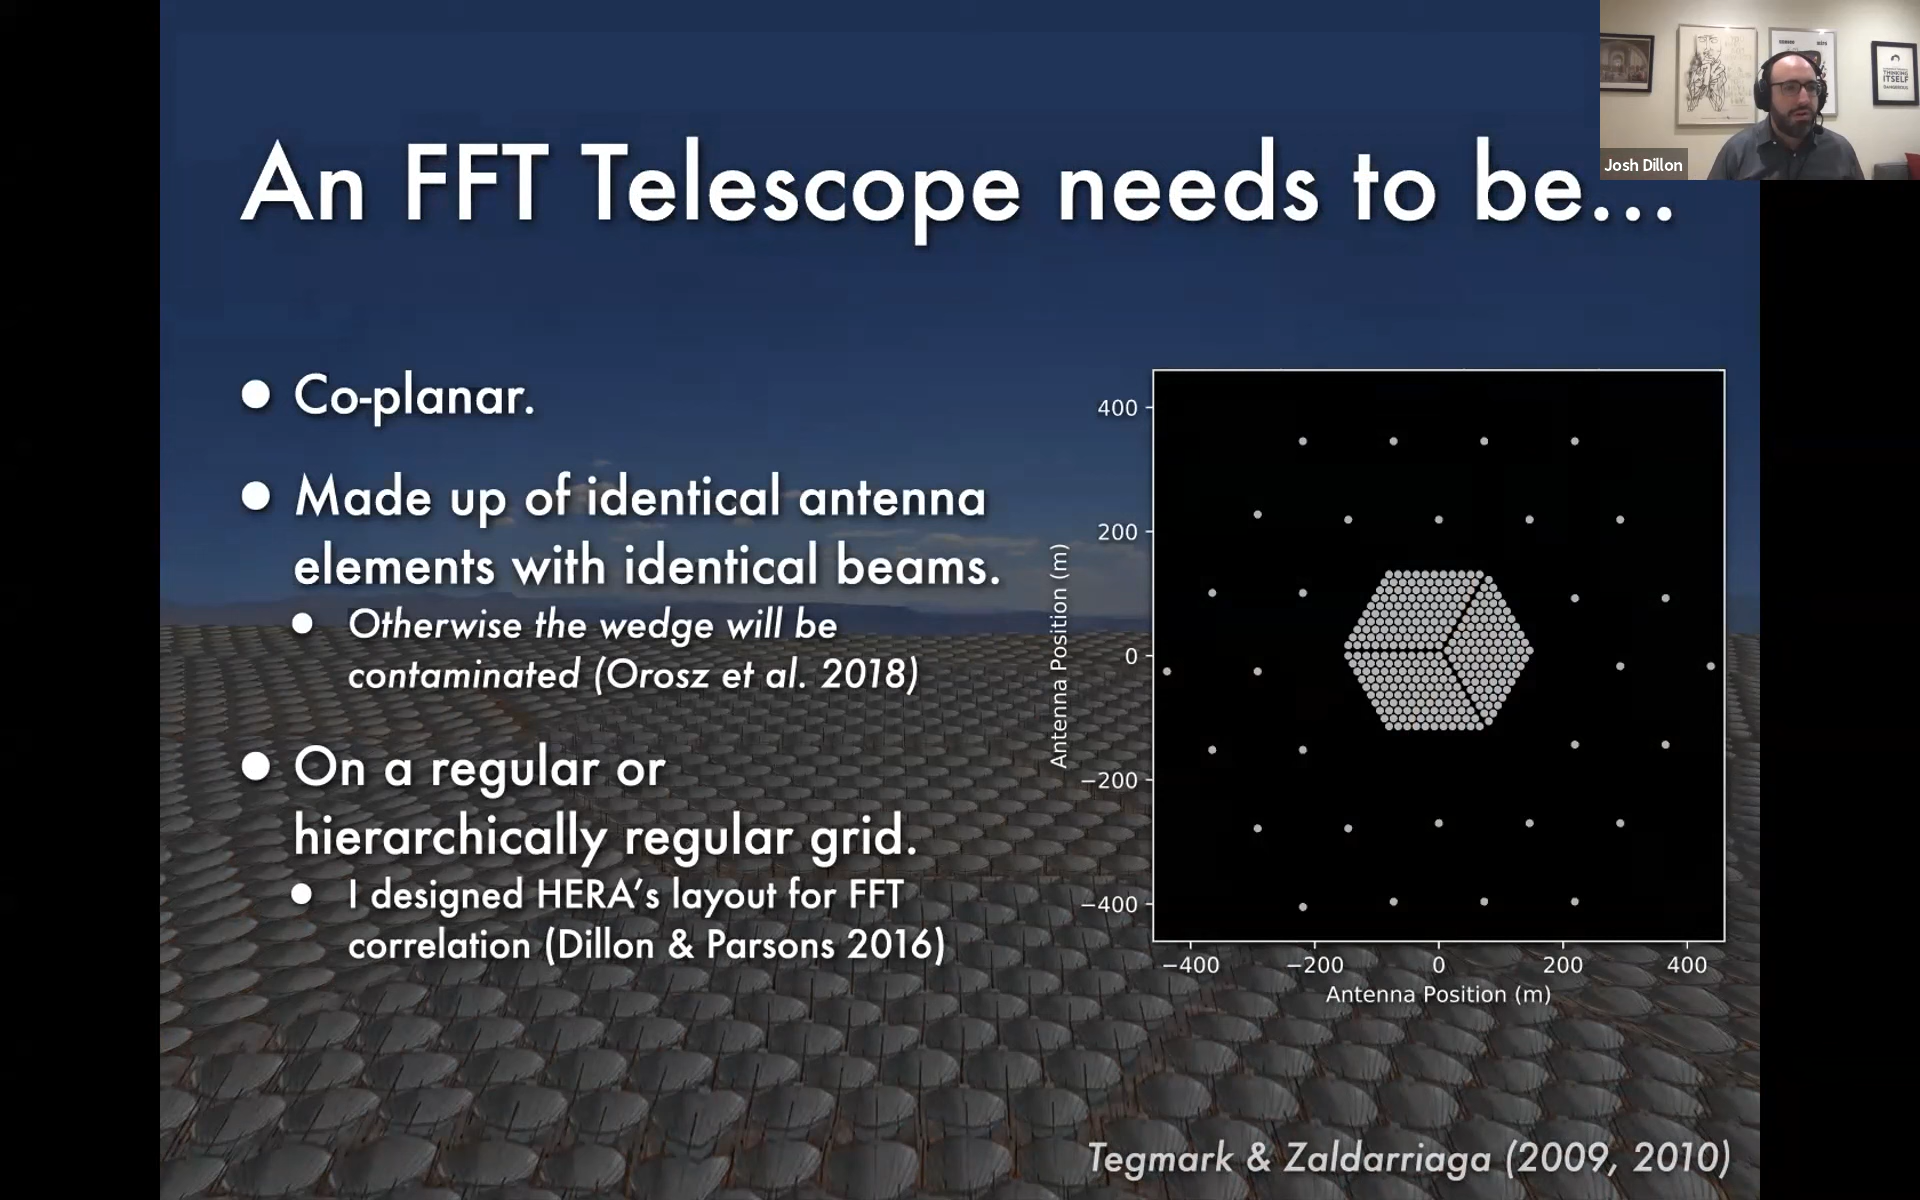 An FFT Telescope needs to be...
Josh Dillon
THINKING
ITSELF
DANGEROUS
● Co-planar.
● Made up of identical antenna
elements with identical beams.
● Otherwise the wedge will be
contaminated (Orosz et al. 2018)
● On a regular or
hierarchically regular grid.
● I designed HERA's layout for FFT
correlation (Dillon & Parsons 2016)
Antenna Position (m)
400
200
0
−200
−400
−400 −200 0 200 400
Antenna Position (m)
Tegmark & Zaldarriaga (2009, 2010)